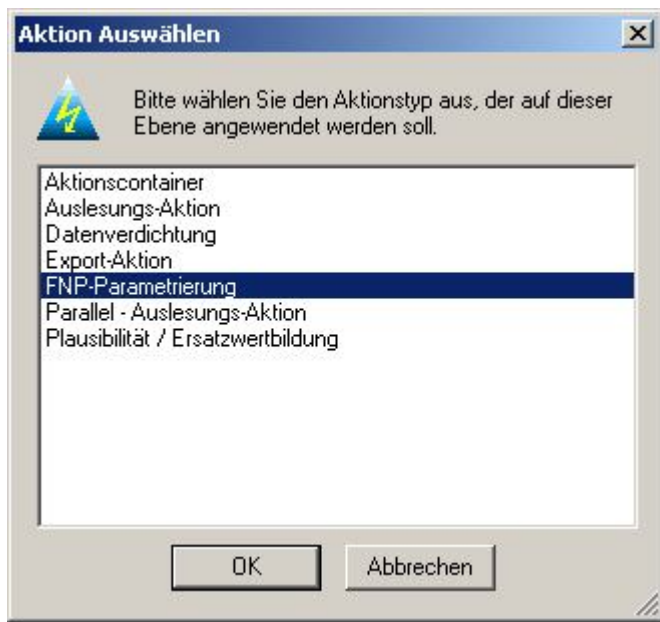 Aktion Auswählen
Bitte wählen Sie den Aktionstyp aus, der auf dieser
Ebene angewendet werden soll.
Aktionscontainer
Auslesungs-Aktion
Datenverdichtung
Export-Aktion
FNP-Parametrierung
Parallel - Auslesungs-Aktion
Plausibilität / Ersatzwertbildung
OK
Abbrechen